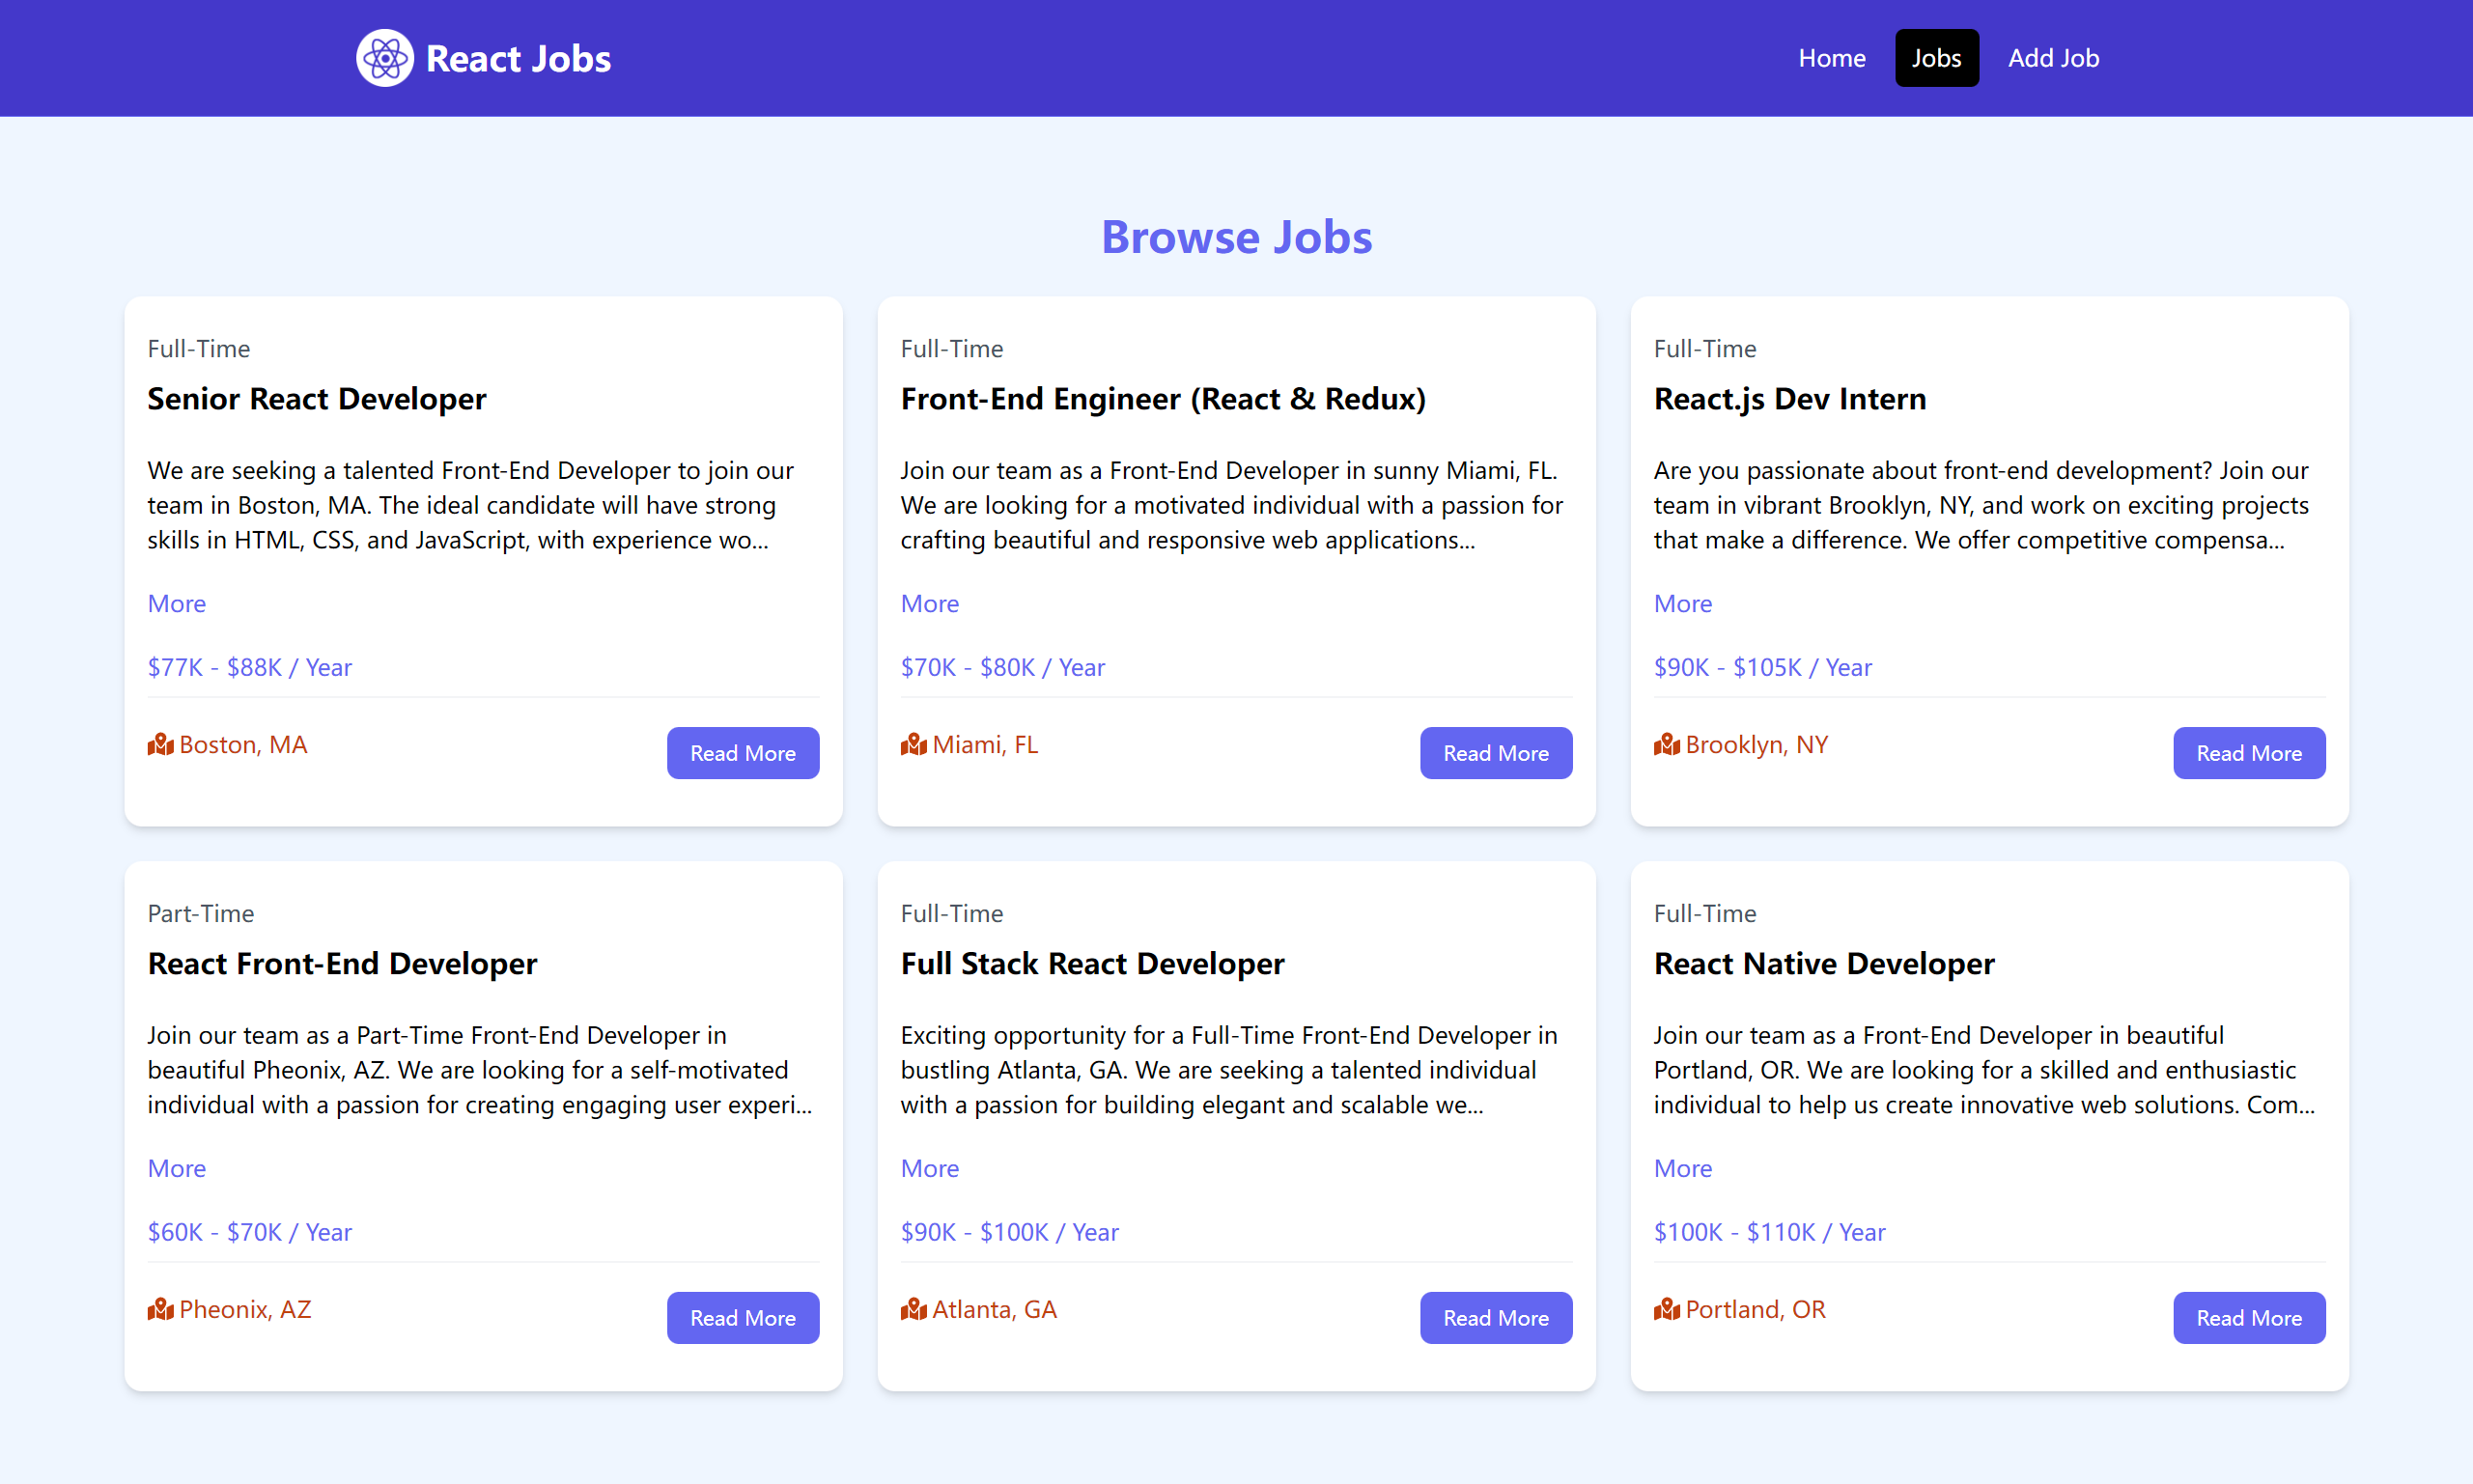 React Jobs
Home
Jobs
Add Job
Browse Jobs
Full-Time
Senior React Developer
We are seeking a talented Front-End Developer to join our
team in Boston, MA. The ideal candidate will have strong
skills in HTML, CSS, and JavaScript, with experience wo...
More
$77K - $88K / Year
Boston, MA
Read More
Full-Time
Front-End Engineer (React & Redux)
Join our team as a Front-End Developer in sunny Miami, FL.
We are looking for a motivated individual with a passion for
crafting beautiful and responsive web applications...
More
$70K - $80K / Year
Miami, FL
Read More
Full-Time
React.js Dev Intern
Are you passionate about front-end development? Join our
team in vibrant Brooklyn, NY, and work on exciting projects
that make a difference. We offer competitive compensa...
More
$90K - $105K / Year
Brooklyn, NY
Read More
Part-Time
React Front-End Developer
Join our team as a Part-Time Front-End Developer in
beautiful Pheonix, AZ. We are looking for a self-motivated
individual with a passion for creating engaging user experi...
More
$60K - $70K / Year
Pheonix, AZ
Read More
Full-Time
Full Stack React Developer
Exciting opportunity for a Full-Time Front-End Developer in
bustling Atlanta, GA. We are seeking a talented individual
with a passion for building elegant and scalable we...
More
$90K - $100K / Year
Atlanta, GA
Read More
Full-Time
React Native Developer
Join our team as a Front-End Developer in beautiful
Portland, OR. We are looking for a skilled and enthusiastic
individual to help us create innovative web solutions. Com...
More
$100K - $110K / Year
Portland, OR
Read More